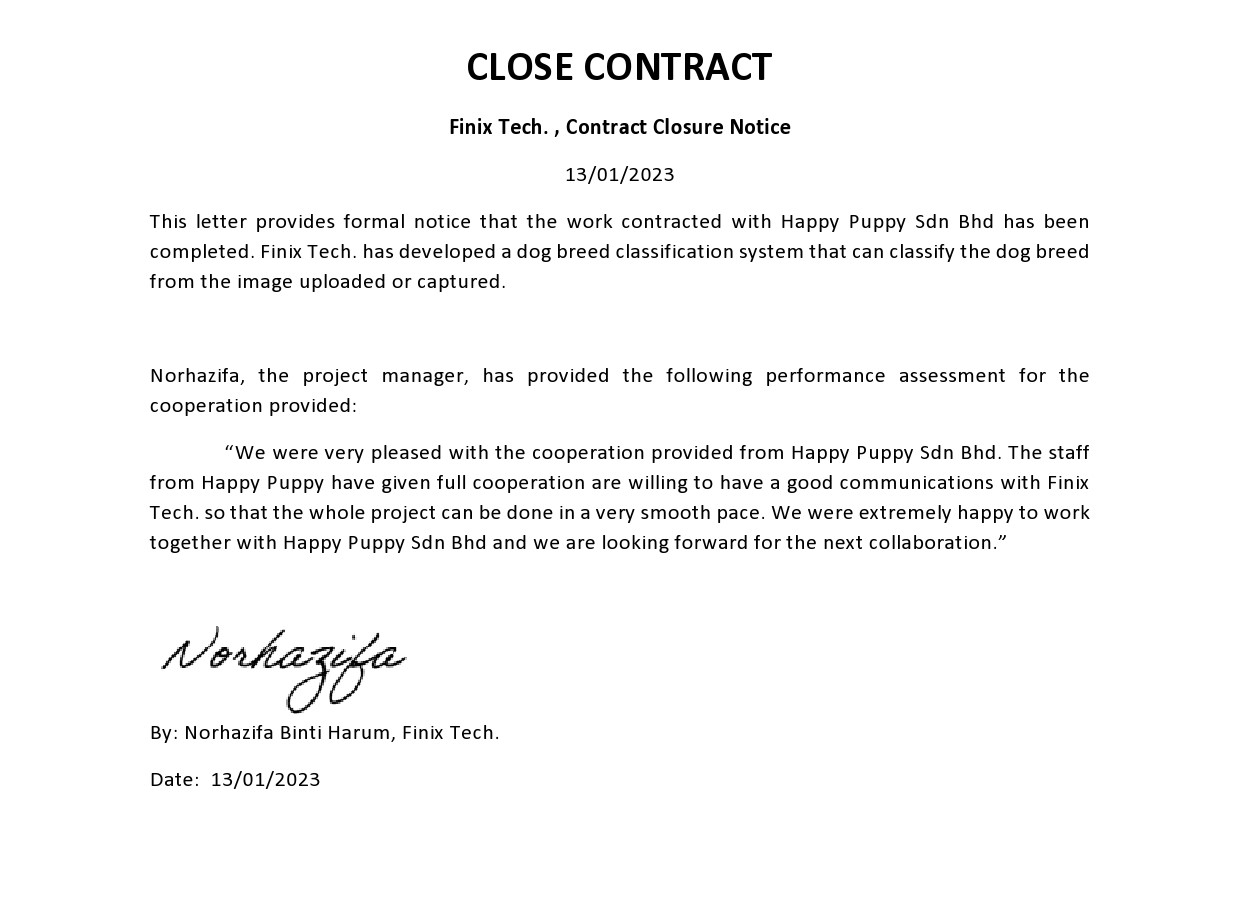 CLOSE CONTRACT
Finix Tech. , Contract Closure Notice
13/01/2023
This letter provides formal notice that the work contracted with Happy Puppy Sdn Bhd has been
completed. Finix Tech. has developed a dog breed classification system that can classify the dog breed
from the image uploaded or captured.
Norhazifa, the project manager, has provided the following performance assessment for the
cooperation provided:
“We were very pleased with the cooperation provided from Happy Puppy Sdn Bhd. The staff
from Happy Puppy have given full cooperation are willing to have a good communications with Finix
Tech. so that the whole project can be done in a very smooth pace. We were extremely happy to work
together with Happy Puppy Sdn Bhd and we are looking forward for the next collaboration.”
Norhazifa
By: Norhazifa Binti Harum, Finix Tech.
Date: 13/01/2023